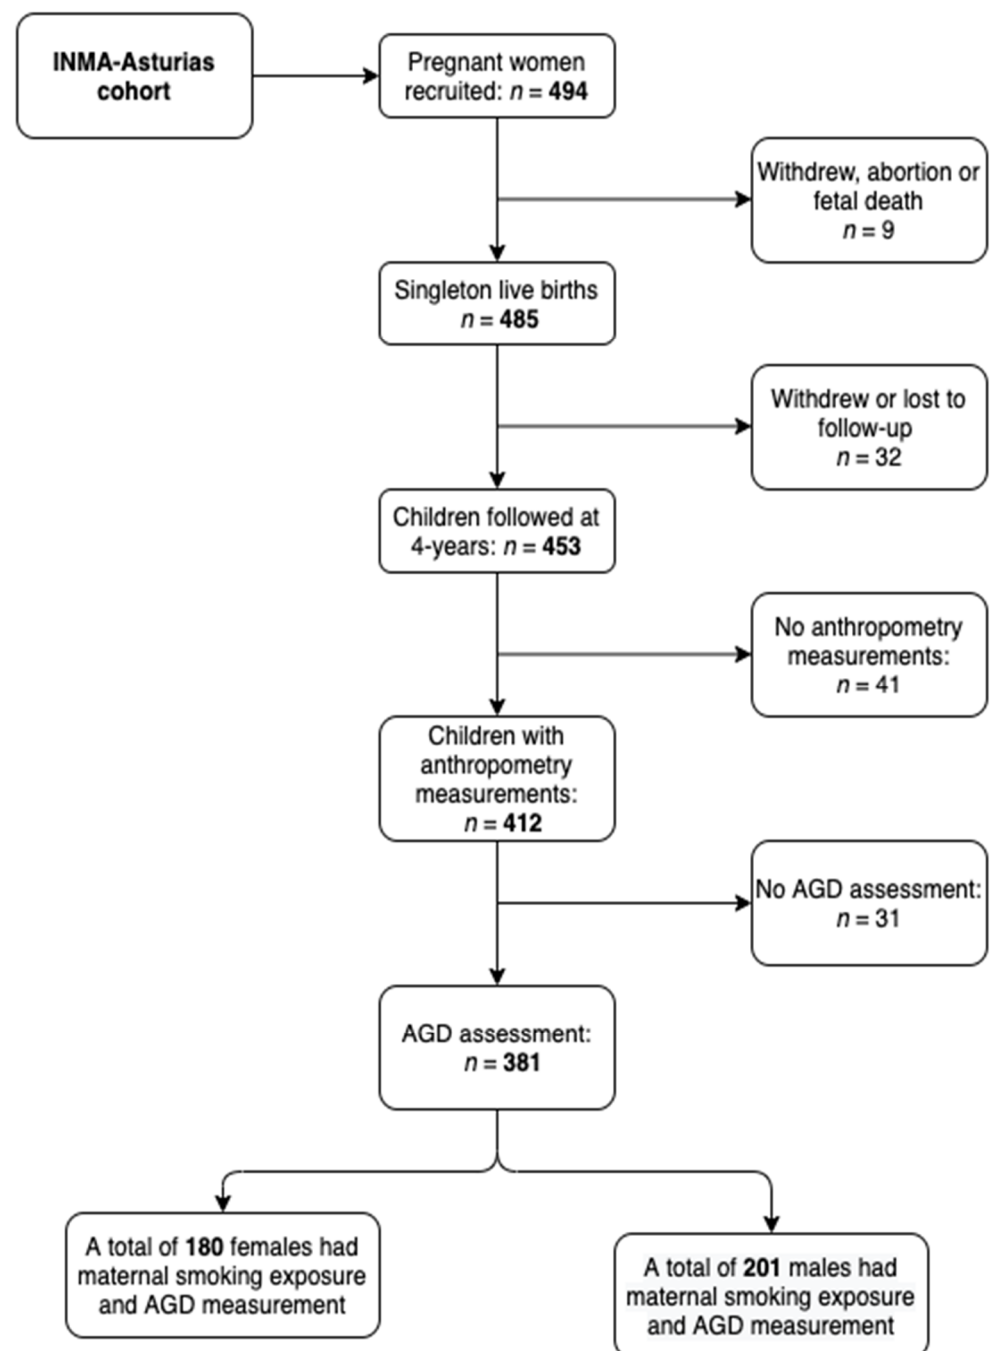 INMA-Asturias
cohort
Pregnant women
recruited: n = 494
Withdrew, abortion or
fetal death
n = 9
Singleton live births
n = 485
Withdrew or lost to
follow-up
n = 32
Children followed at
4-years: n = 453
No anthropometry
measurements:
n = 41
Children with
anthropometry
measurements:
n = 412
No AGD assessment:
n = 31
AGD assessment:
n = 381
A total of 180 females had
maternal smoking exposure
and AGD measurement
A total of 201 males had
maternal smoking exposure
and AGD measurement